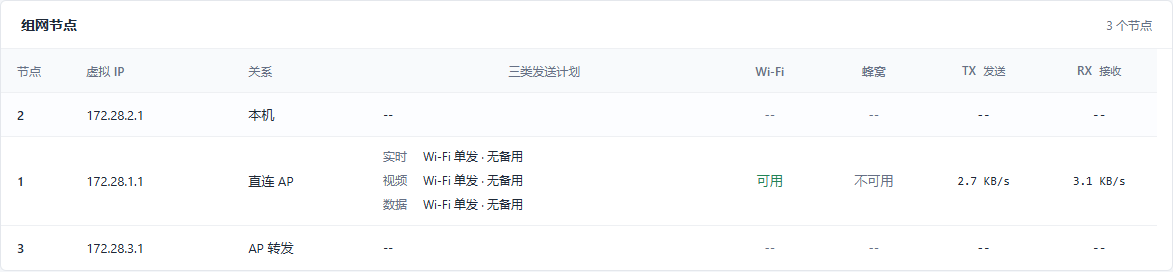 组网节点 3 个节点
节点 虚拟 IP 关系 三类发送计划 Wi-Fi 蜂窝 TX 发送 RX 接收
2 172.28.2.1 本机 -- -- -- -- --
实时 Wi-Fi 单发 · 无备用
1 172.28.1.1 直连 AP 视频 Wi-Fi 单发 · 无备用 可用 不可用 2.7 KB/s 3.1 KB/s
数据 Wi-Fi 单发 · 无备用
3 172.28.3.1 AP 转发 -- -- -- -- --